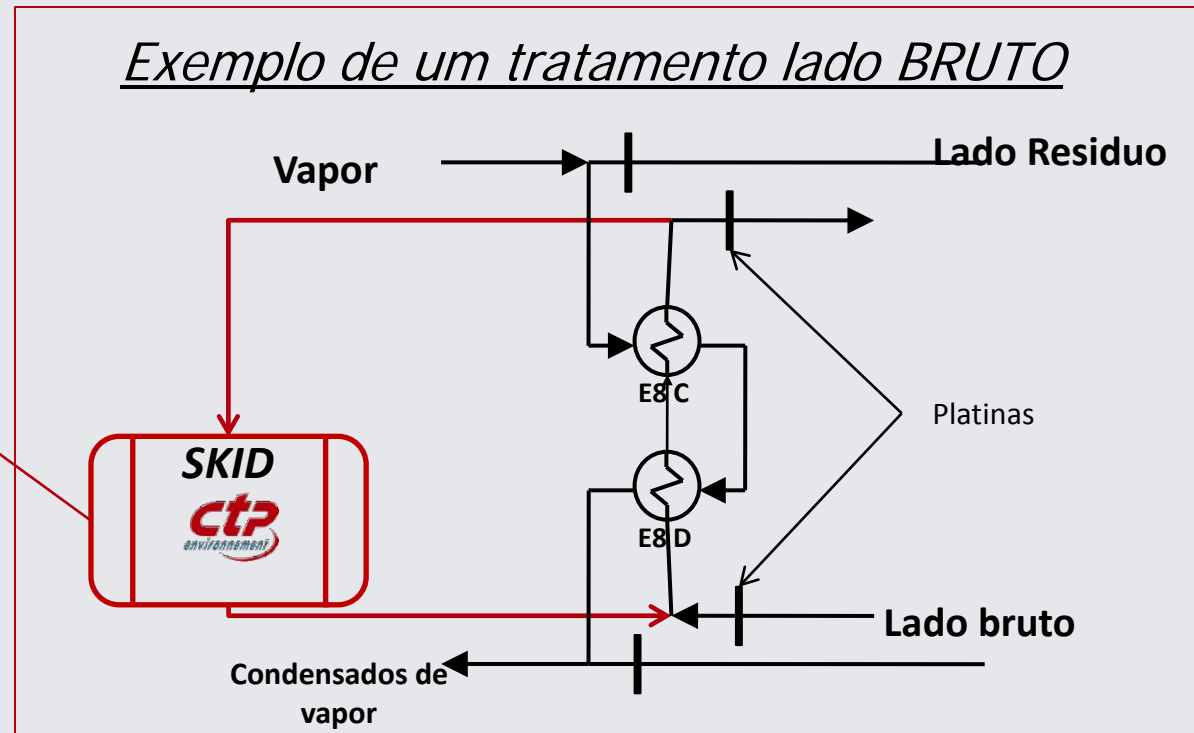 Exemplo de um tratamento lado BRUTO
Vapor
Lado Residuo
E8 C
Platinas
SKID
ctp
environnement
E8 D
Lado bruto
Condensados de
vapor